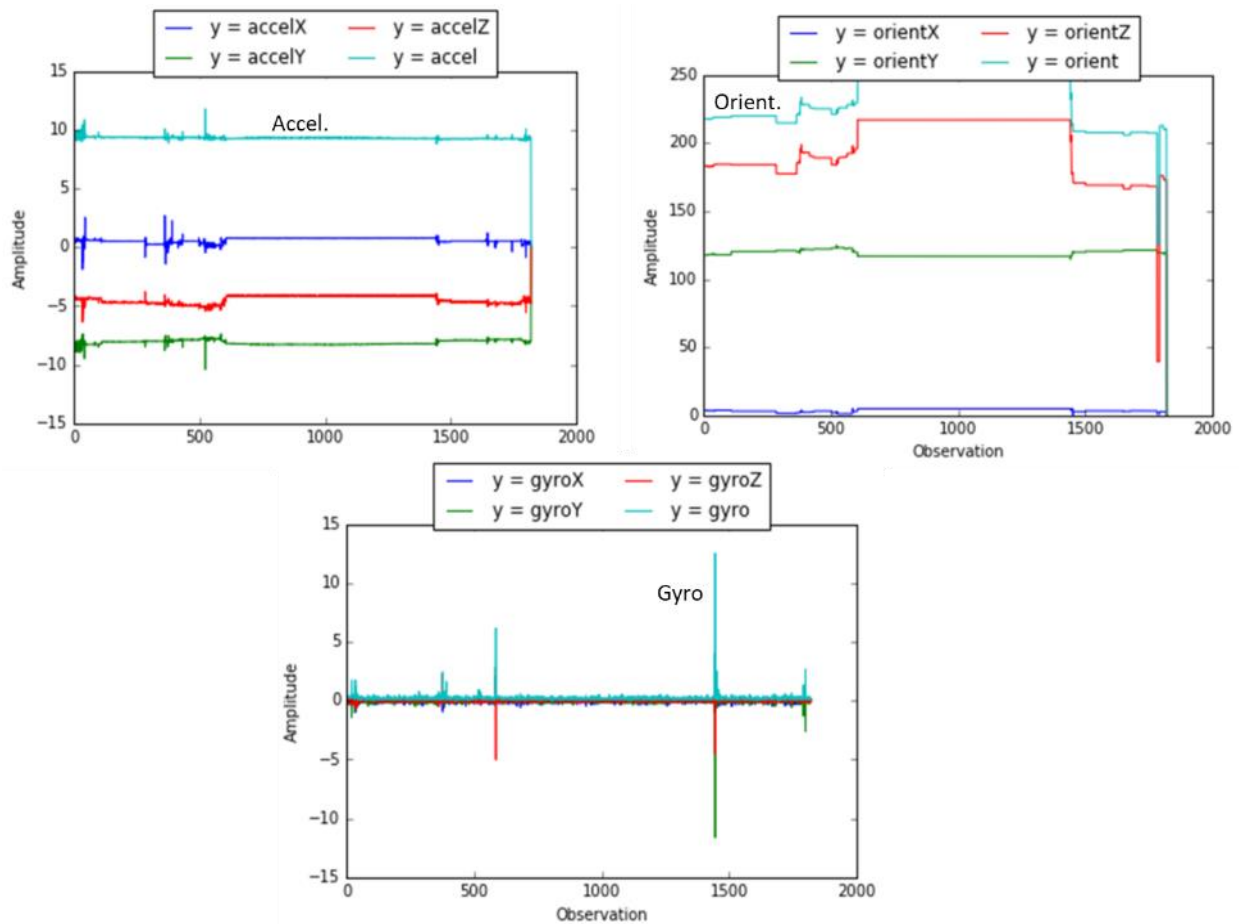 y = accelX y = accelZ
y = accelY y = accel
15
10
5
0
−5
−10
−15
Amplitude
Accel.
0 500 1000 1500 2000
y = orientX y = orientZ
y = orientY y = orient
250
200
150
100
50
0
Amplitude
Orient.
0 500 1000 1500 2000
Observation
y = gyroX y = gyroZ
y = gyroY y = gyro
15
10
5
0
−5
−10
−15
Amplitude
Gyro
0 500 1000 1500 2000
Observation